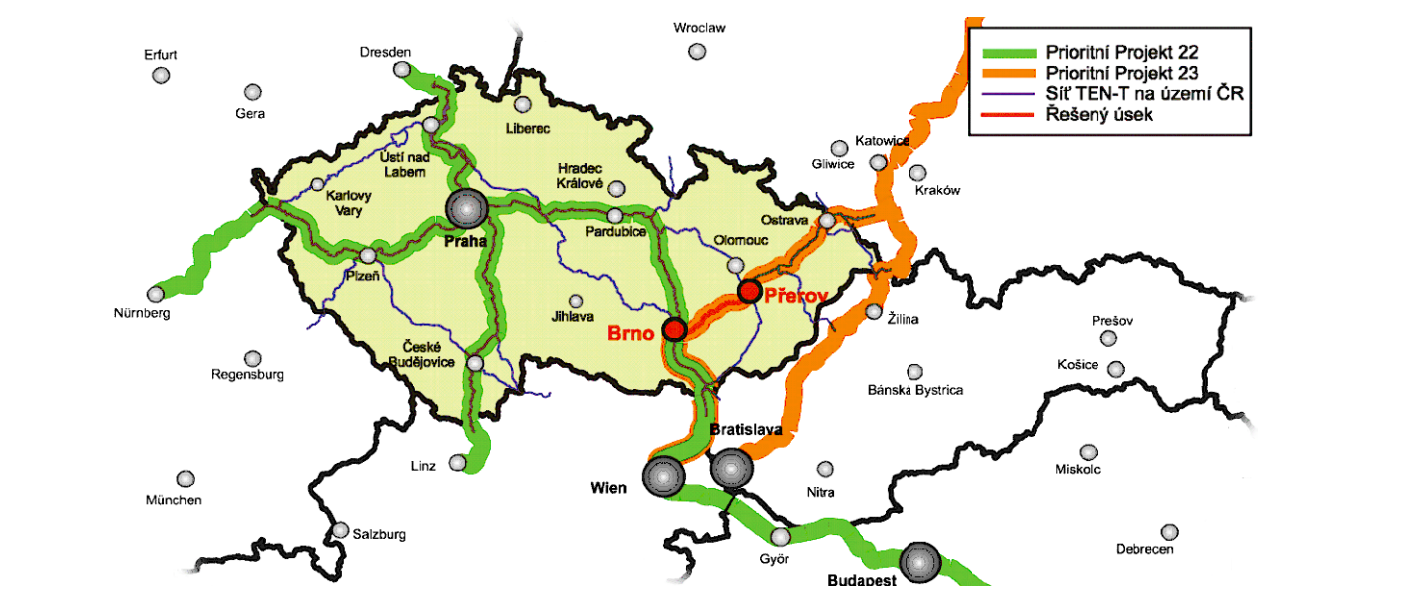 Wroclaw
Prioritní Projekt 22
Prioritní Projekt 23
Síť TEN-T na území ČR
Řešený úsek
Erfurt
Dresden
Gera
Liberec
Katowice
Gliwice
Kraków
Ústí nad
Labem
Hradec
Králové
Karlovy
Vary
Praha
Pardubice
Ostrava
Olomouc
Plzeň
Přerov
Nürnberg
Jihlava
Brno
Žilina
Prešov
České
Budějovice
Regensburg
Košice
Bánská Bystrica
Bratislava
Linz
Wien
Nitra
Miskolc
München
Salzburg
Györ
Debrecen
Budapest